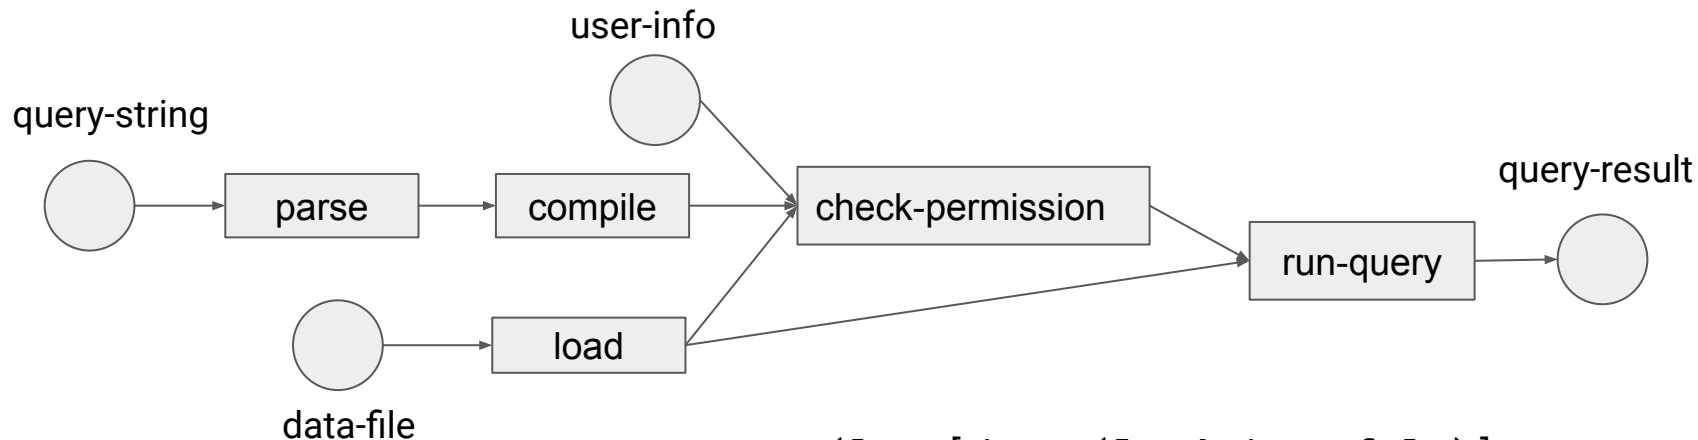 user-info
query-string
query-result
parse
compile
check-permission
run-query
load
data-file